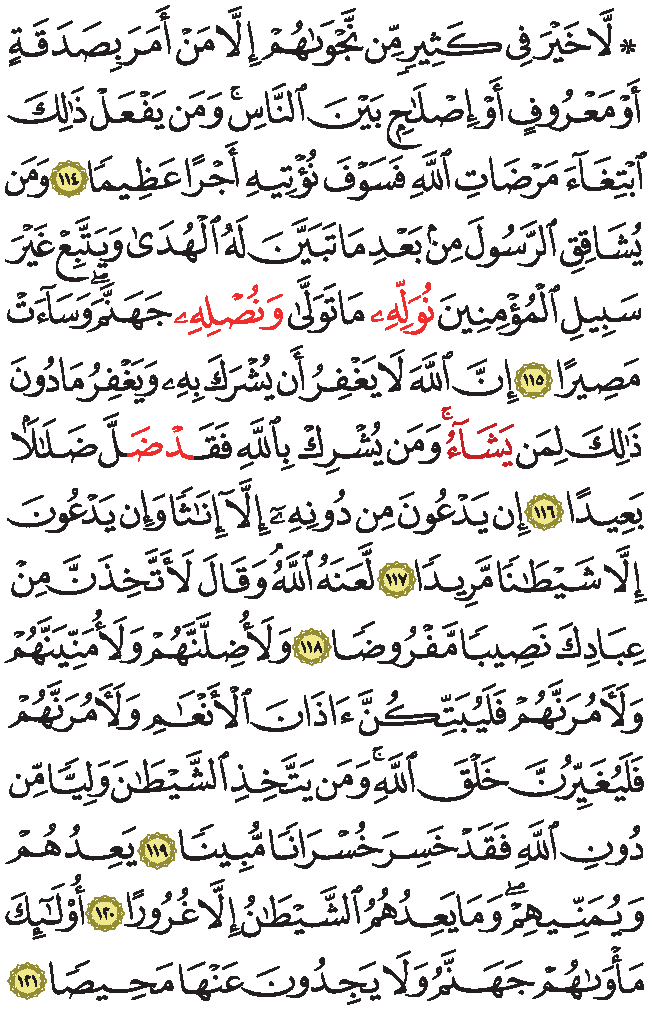 ۞ لَّا خَيۡرَ فِي كَثِيرٖ مِّن نَّجۡوَىٰهُمۡ إِلَّا مَنۡ أَمَرَ بِصَدَقَةٍ
أَوۡ مَعۡرُوفٍ أَوۡ إِصۡلَٰحِۭ بَيۡنَ ٱلنَّاسِۚ وَمَن يَفۡعَلۡ ذَٰلِكَ
ٱبۡتِغَآءَ مَرۡضَاتِ ٱللَّهِ فَسَوۡفَ نُؤۡتِيهِ أَجۡرًا عَظِيمٗا ١١٤ وَمَن
يُشَاقِقِ ٱلرَّسُولَ مِنۢ بَعۡدِ مَا تَبَيَّنَ لَهُ ٱلۡهُدَىٰ وَيَتَّبِعۡ غَيۡرَ
سَبِيلِ ٱلۡمُؤۡمِنِينَ نُوَلِّهِۦ مَا تَوَلَّىٰ وَنُصۡلِهِۦ جَهَنَّمَۖ وَسَآءَتۡ
مَصِيرًا ١١٥ إِنَّ ٱللَّهَ لَا يَغۡفِرُ أَن يُشۡرَكَ بِهِۦ وَيَغۡفِرُ مَا دُونَ
ذَٰلِكَ لِمَن يَشَآءُۚ وَمَن يُشۡرِكۡ بِٱللَّهِ فَقَدۡ ضَلَّ ضَلَٰلَۢا
بَعِيدًا ١١٦ إِن يَدۡعُونَ مِن دُونِهِۦٓ إِلَّآ إِنَٰثٗا وَإِن يَدۡعُونَ
إِلَّا شَيۡطَٰنٗا مَّرِيدٗا ١١٧ لَّعَنَهُ ٱللَّهُۘ وَقَالَ لَأَتَّخِذَنَّ مِنۡ
عِبَادِكَ نَصِيبٗا مَّفۡرُوضٗا ١١٨ وَلَأُضِلَّنَّهُمۡ وَلَأُمَنِّيَنَّهُمۡ
وَلَأٓمُرَنَّهُمۡ فَلَيُبَتِّكُنَّ ءَاذَانَ ٱلۡأَنۡعَٰمِ وَلَأٓمُرَنَّهُمۡ
فَلَيُغَيِّرُنَّ خَلۡقَ ٱللَّهِۚ وَمَن يَتَّخِذِ ٱلشَّيۡطَٰنَ وَلِيّٗا مِّن
دُونِ ٱللَّهِ فَقَدۡ خَسِرَ خُسۡرَانٗا مُّبِينٗا ١١٩ يَعِدُهُمۡ
وَيُمَنِّيهِمۡۖ وَمَا يَعِدُهُمُ ٱلشَّيۡطَٰنُ إِلَّا غُرُورًا ١٢٠ أُوْلَٰٓئِكَ
مَأۡوَىٰهُمۡ جَهَنَّمُ وَلَا يَجِدُونَ عَنۡهَا مَحِيصٗا ١٢١